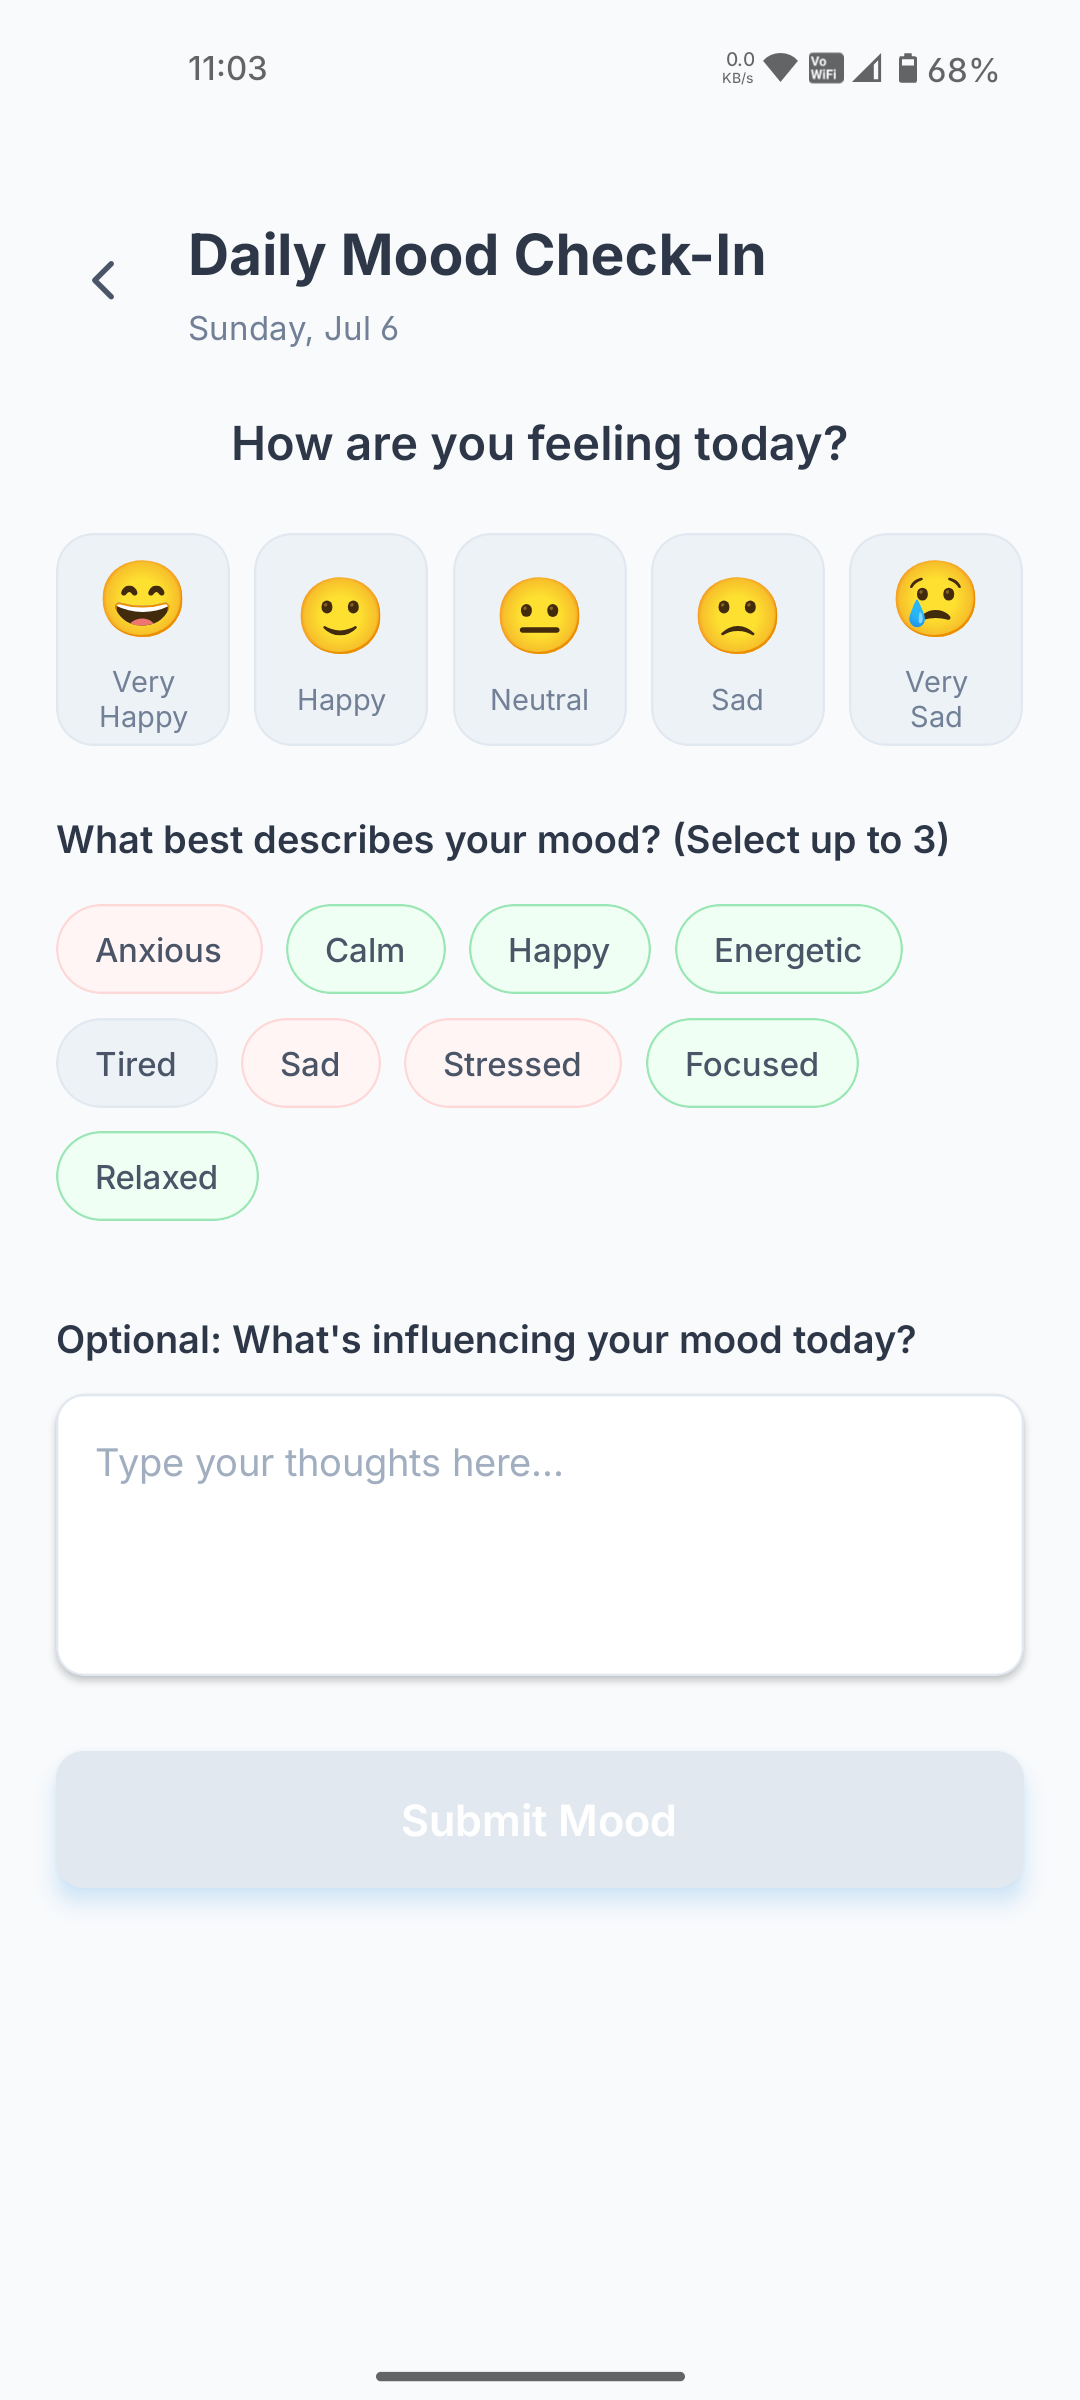 11:03
0.0
KB/s
Vo
WiFi
68%
Daily Mood Check-In
Sunday, Jul 6
How are you feeling today?
Very
Happy
Happy
Neutral
Sad
Very
Sad
What best describes your mood? (Select up to 3)
Anxious
Calm
Happy
Energetic
Tired
Sad
Stressed
Focused
Relaxed
Optional: What's influencing your mood today?
Type your thoughts here...
Submit Mood